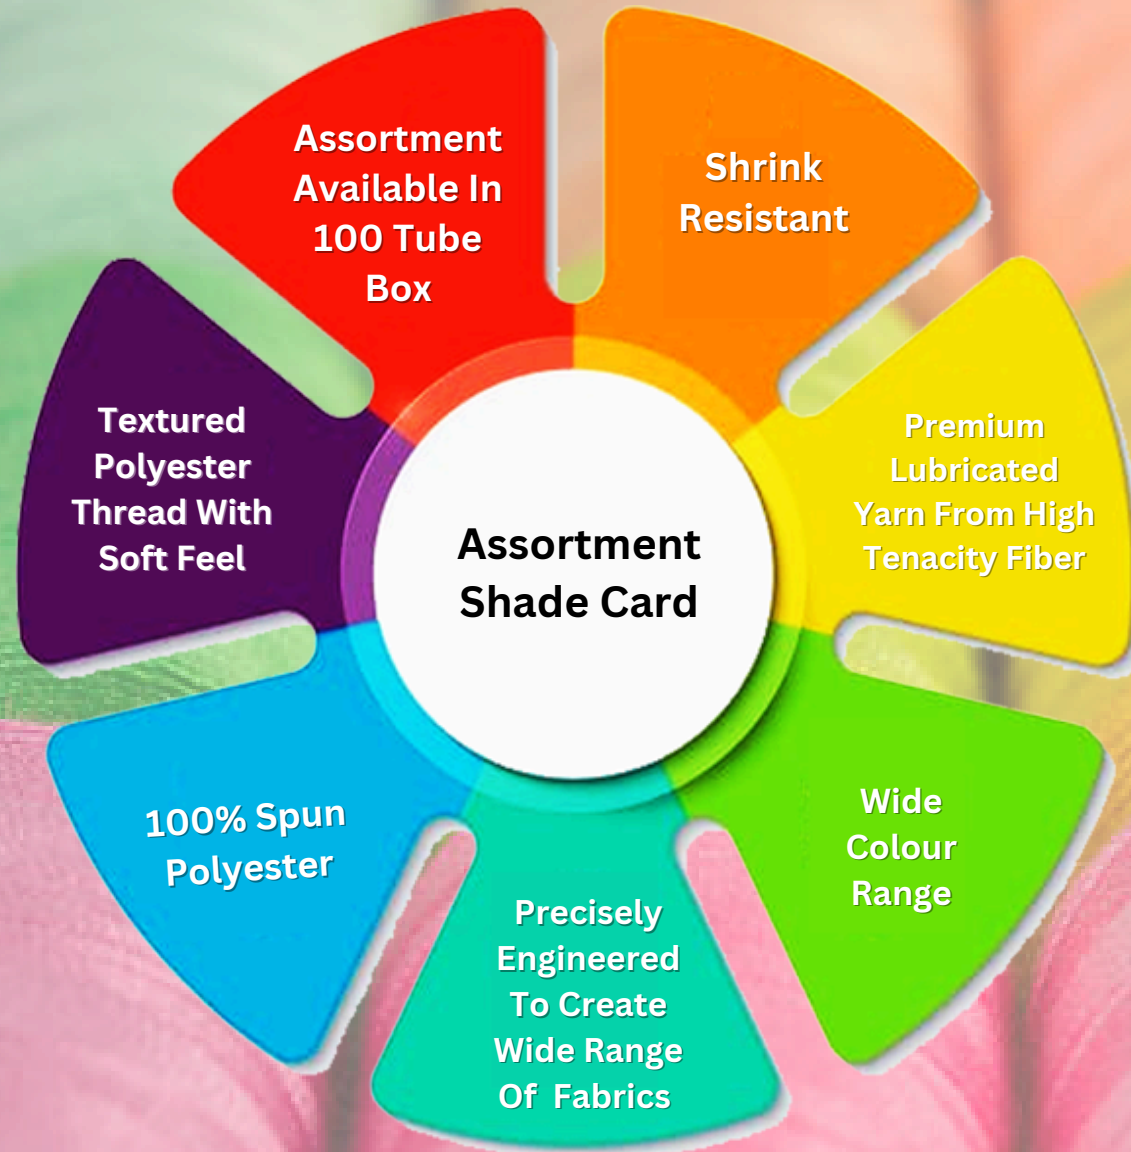 Assortment
Available In
100 Tube
Box
Shrink
Resistant
Textured
Polyester
Thread With
Soft Feel
Premium
Lubricated
Yarn From High
Tenacity Fiber
Assortment
Shade Card
100% Spun
Polyester
Wide
Colour
Range
Precisely
Engineered
To Create
Wide Range
Of Fabrics